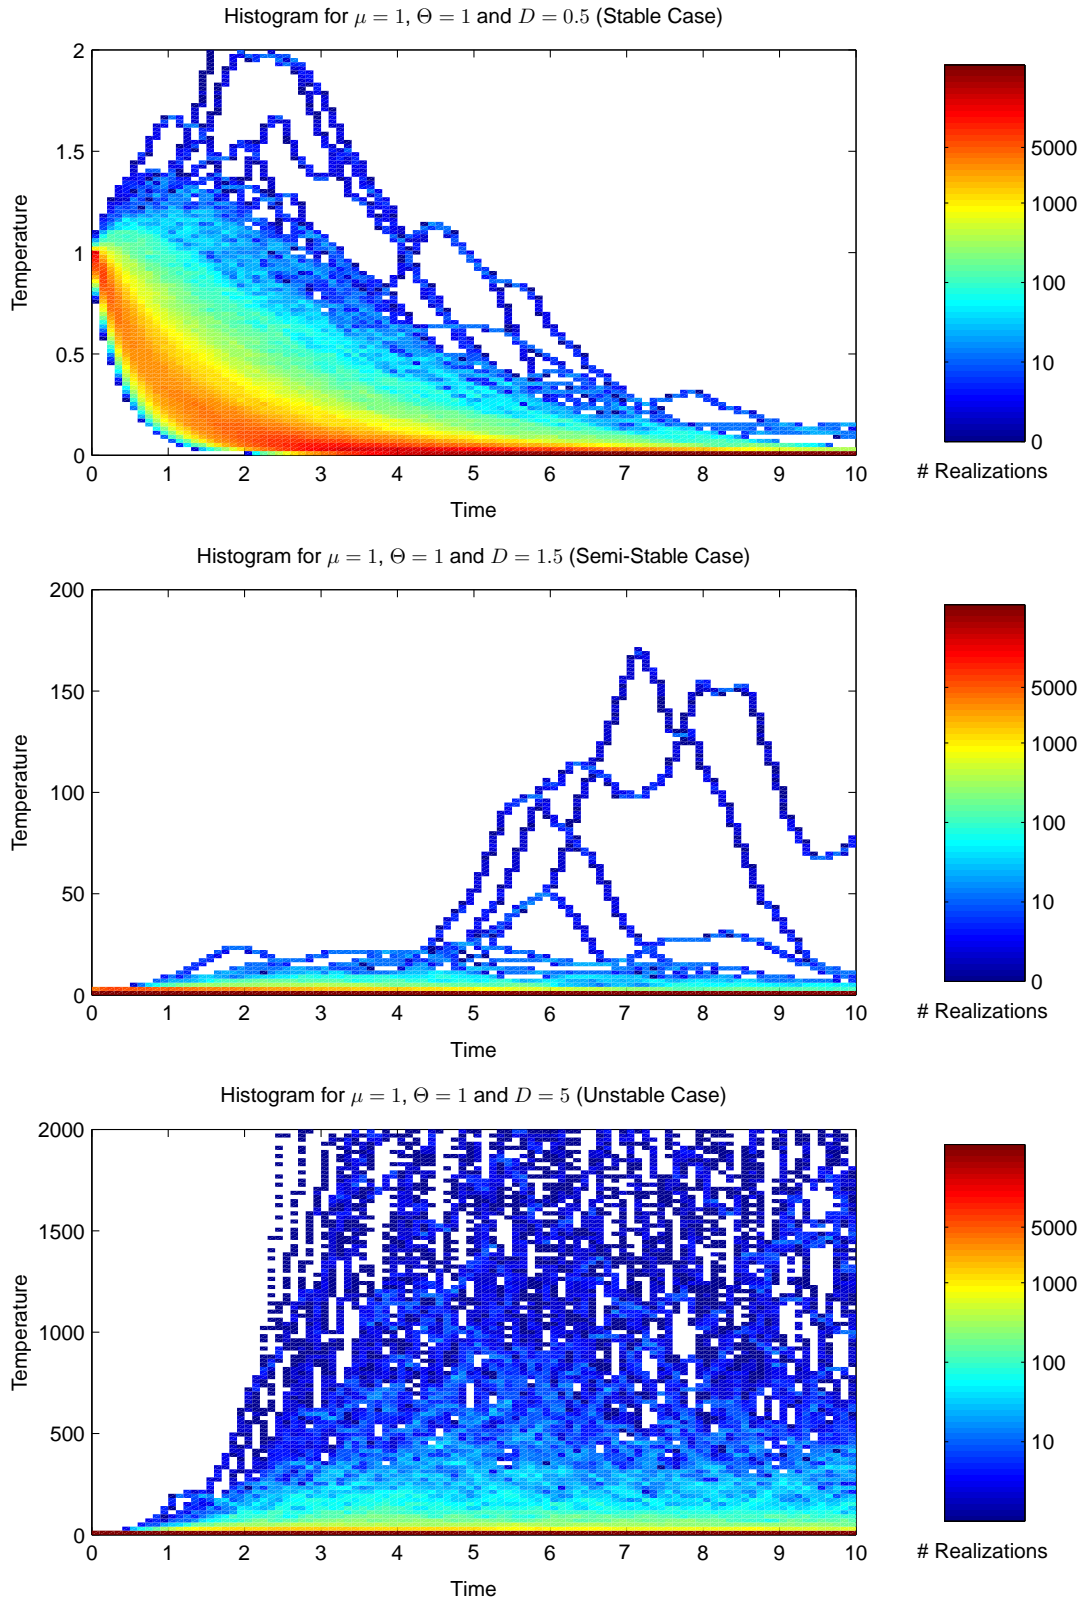 Histogram for μ = 1, Θ = 1 and D = 0.5 (Stable Case)
2
1.5
1
0.5
0
Temperature
0 1 2 3 4 5 6 7 8 9 10
Time
5000
1000
100
10
0
# Realizations
Histogram for μ = 1, Θ = 1 and D = 1.5 (Semi-Stable Case)
200
150
100
50
0
Temperature
0 1 2 3 4 5 6 7 8 9 10
Time
5000
1000
100
10
0
# Realizations
Histogram for μ = 1, Θ = 1 and D = 5 (Unstable Case)
2000
1500
1000
500
0
Temperature
0 1 2 3 4 5 6 7 8 9 10
Time
5000
1000
100
10
# Realizations